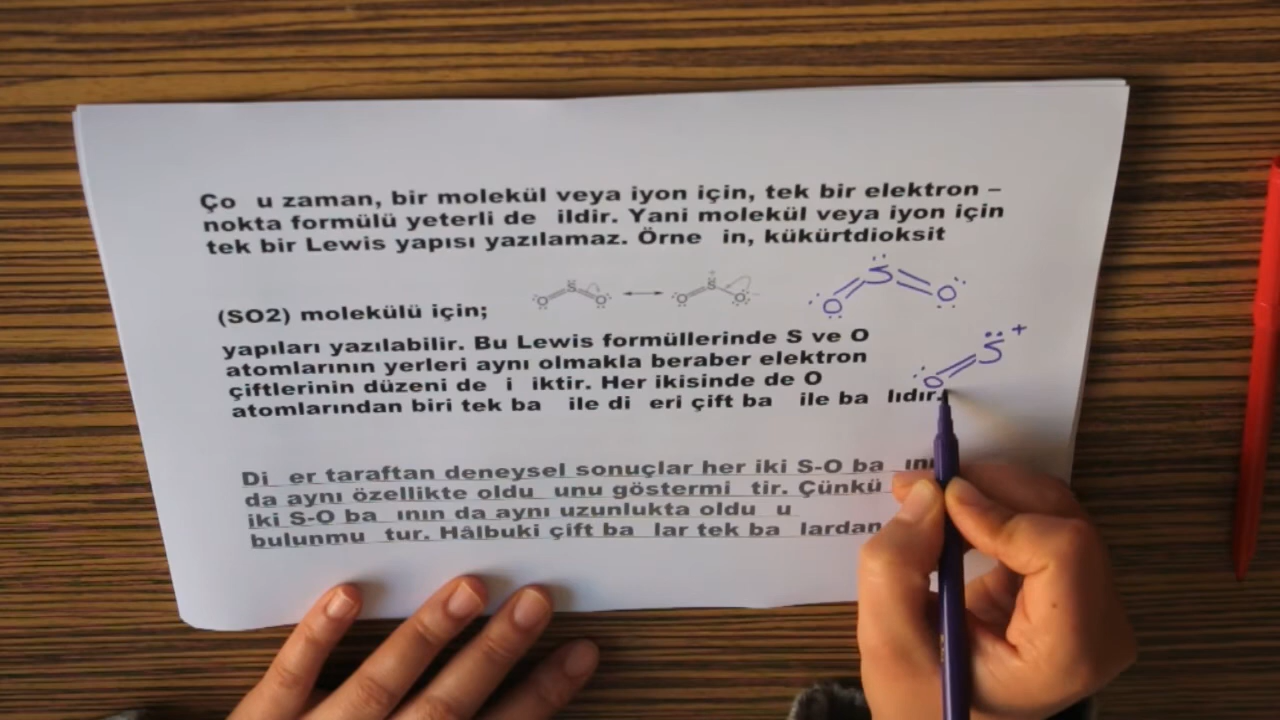 Ço u zaman, bir molekül veya iyon için, tek bir elektron –
nokta formülü yeterli de ildir. Yani molekül veya iyon için
tek bir Lewis yapısı yazılamaz. Örne in, kükürtdioksit
(SO2) molekülü için;
O S O O S O
O S O
yapıları yazılabilir. Bu Lewis formüllerinde S ve O
atomlarının yerleri aynı olmakla beraber elektron
çiftlerinin düzeni de i iktir. Her ikisinde de O
atomlarından biri tek ba ile di eri çift ba ile ba lıdır.
O S +
Di er taraftan deneysel sonuçlar her iki S-O ba
da aynı özellikte oldu unu göstermi tir. Çünkü
iki S-O ba ının da aynı uzunlukta oldu u
bulunmu tur. Hâlbuki çift ba lar tek ba lardan